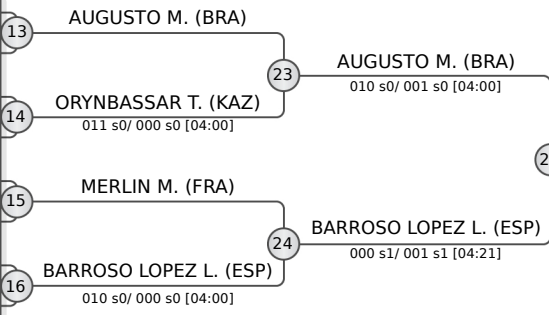 13
AUGUSTO M. (BRA)
23
AUGUSTO M. (BRA)
010 s0/ 001 s0 [04:00]
14
ORYNBASSAR T. (KAZ)
011 s0/ 000 s0 [04:00]
15
MERLIN M. (FRA)
24
BARROSO LOPEZ L. (ESP)
000 s1/ 001 s1 [04:21]
16
BARROSO LOPEZ L. (ESP)
010 s0/ 000 s0 [04:00]